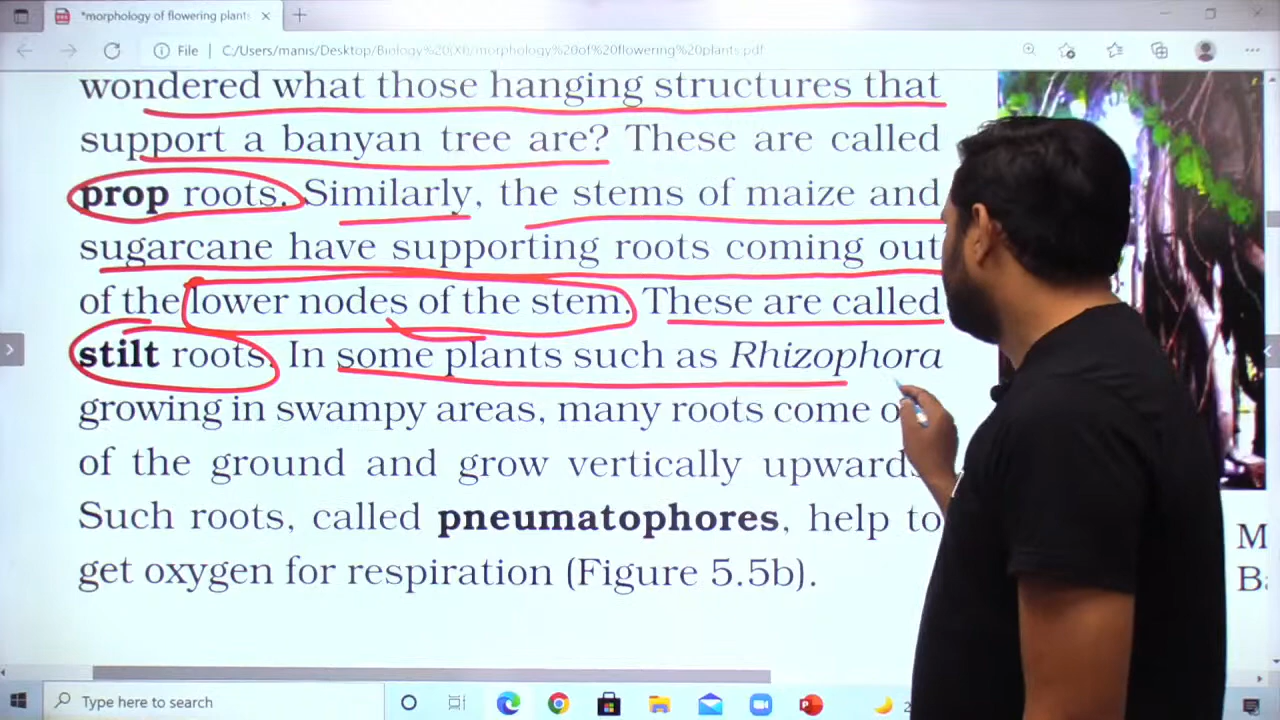 *morphology of flowering plants
File
C:/Users/manis/Desktop/Biology%20(XI)/morphology%20of%20flowering%20plants.pdf
wondered what those hanging structures that
support a banyan tree are? These are called
prop roots. Similarly, the stems of maize and
sugarcane have supporting roots coming out
of the lower nodes of the stem. These are called
stilt roots. In some plants such as Rhizophora
growing in swampy areas, many roots come
of the ground and grow vertically upwards.
Such roots, called pneumatophores, help to
get oxygen for respiration (Figure 5.5b).
Type here to search